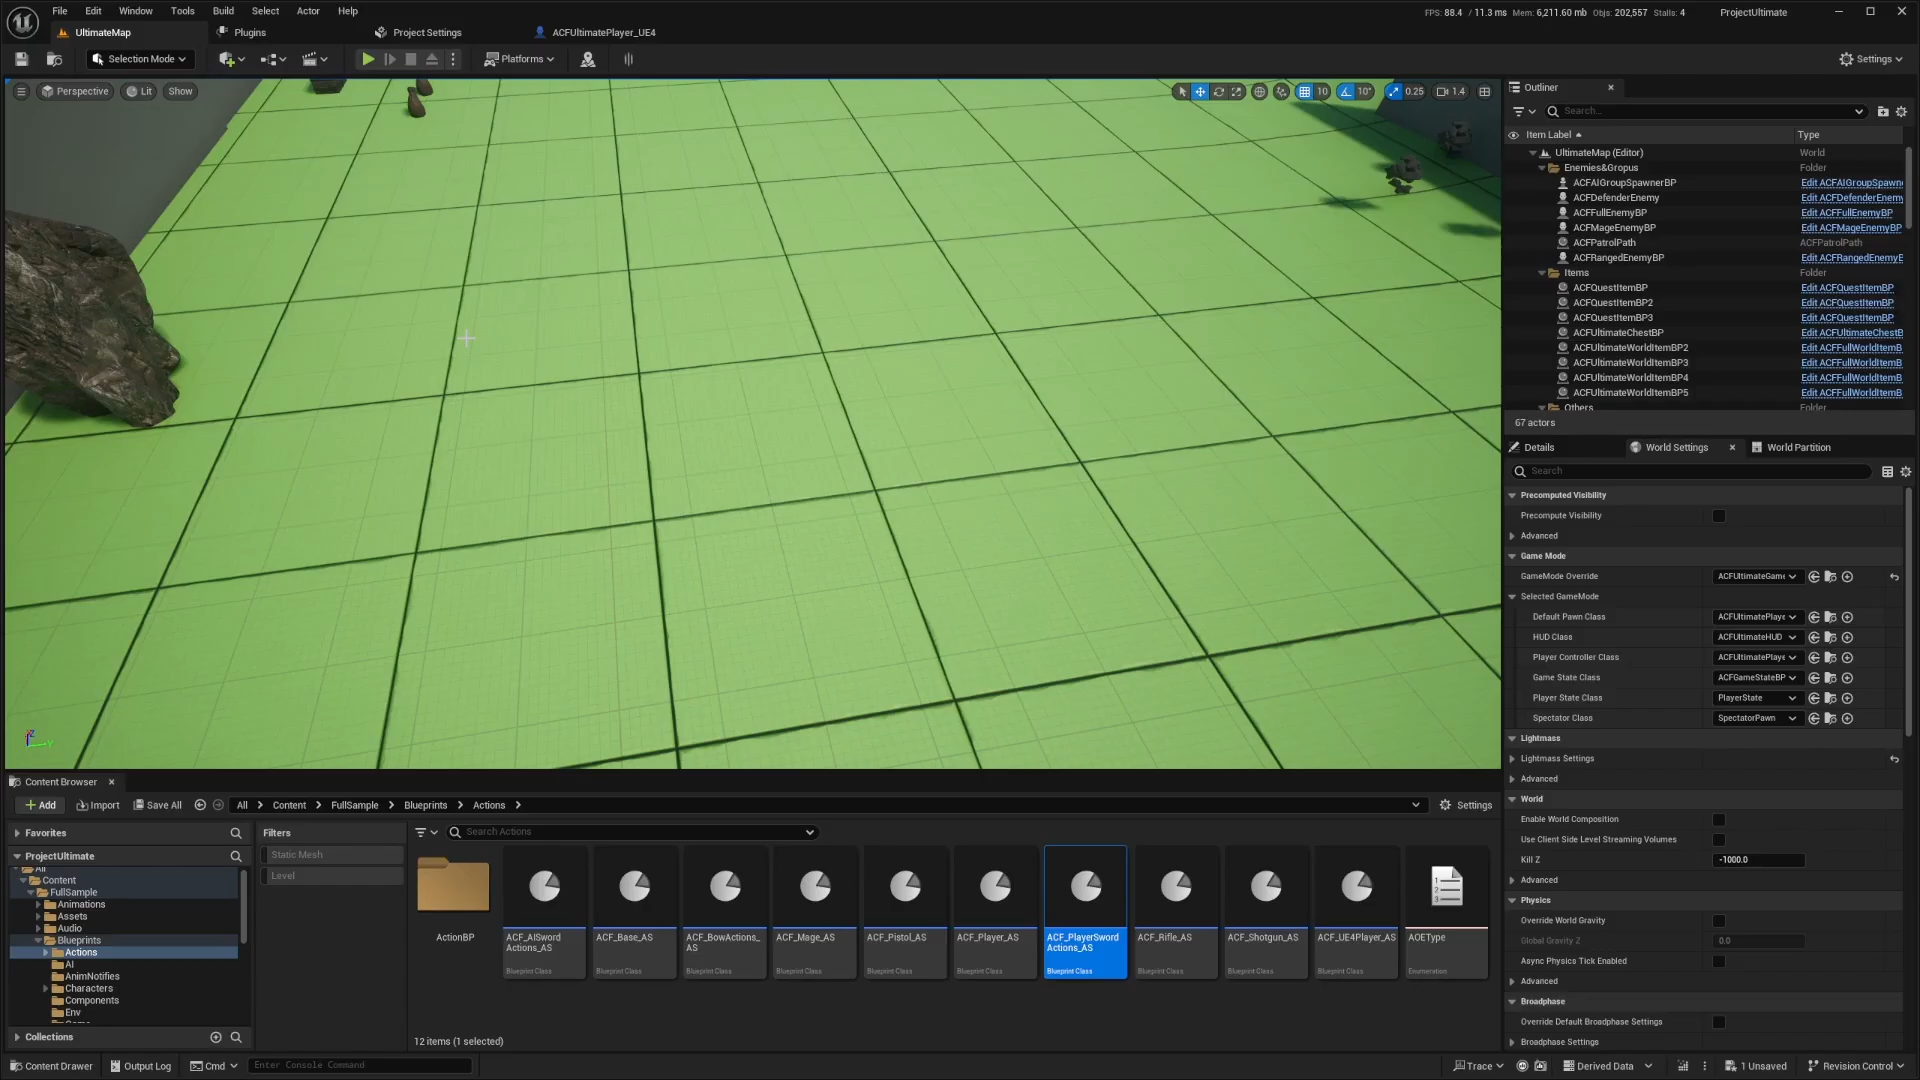 File Edit Window Tools Build Select Actor Help
FPS: 88.4 / 11.3 ms Mem: 6,211.60 mb Objs: 202,557 Stalls: 4
ProjectUltimate
UltimateMap
Plugins
Project Settings
ACFUltimatePlayer_UE4
Selection Mode
Platforms
Settings
Perspective
Lit
Show
10
10°
0.25
1.4
Outliner
Search...
Item Label Type
UltimateMap (Editor) World
Enemies&Gropus Folder
ACFAIGroupSpawnerBP Edit ACFAIGroupSpawne
ACFDefenderEnemy Edit ACFDefenderEnemy
ACFFullEnemyBP Edit ACFFullEnemyBP
ACFMageEnemyBP Edit ACFMageEnemyBP
ACFPatrolPath ACFPatrolPath
ACFRangedEnemyBP Edit ACFRangedEnemyB
Items Folder
ACFQuestItemBP Edit ACFQuestItemBP
ACFQuestItemBP2 Edit ACFQuestItemBP
ACFQuestItemBP3 Edit ACFQuestItemBP
ACFUltimateChestBP Edit ACFUltimateChestB
ACFUltimateWorldItemBP2 Edit ACFFullWorldItemB
ACFUltimateWorldItemBP3 Edit ACFFullWorldItemB
ACFUltimateWorldItemBP4 Edit ACFFullWorldItemB
ACFUltimateWorldItemBP5 Edit ACFFullWorldItemB
Others Folder
67 actors
Details
World Settings
World Partition
Search
Precomputed Visibility
Precompute Visibility
Advanced
Game Mode
GameMode Override ACFUltimateGame
Selected GameMode
Default Pawn Class ACFUltimatePlaye
HUD Class ACFUltimateHUD
Player Controller Class ACFUltimatePlaye
Game State Class ACFGameStateBP
Player State Class PlayerState
Spectator Class SpectatorPawn
Lightmass
Lightmass Settings
Advanced
World
Enable World Composition
Use Client Side Level Streaming Volumes
Kill Z -1000.0
Advanced
Physics
Override World Gravity
Global Gravity Z 0.0
Async Physics Tick Enabled
Advanced
Broadphase
Override Default Broadphase Settings
Broadphase Settings
Content Browser
Add
Import
Save All
All Content FullSample Blueprints Actions
Settings
Favorites
ProjectUltimate
All
Content
FullSample
Animations
Assets
Audio
Blueprints
Actions
AI
AnimNotifies
Characters
Components
Env
Collections
Filters
Static Mesh
Level
Search Actions
ActionBP
ACF_AISword
Actions_AS
Blueprint Class
ACF_Base_AS
Blueprint Class
ACF_BowActions_
AS
Blueprint Class
ACF_Mage_AS
Blueprint Class
ACF_Pistol_AS
Blueprint Class
ACF_Player_AS
Blueprint Class
ACF_PlayerSword
Actions_AS
Blueprint Class
ACF_Rifle_AS
Blueprint Class
ACF_Shotgun_AS
Blueprint Class
ACF_UE4Player_AS
Blueprint Class
AOEType
Enumeration
12 items (1 selected)
Content Drawer
Output Log
Cmd
Enter Console Command
Trace
Derived Data
1 Unsaved
Revision Control